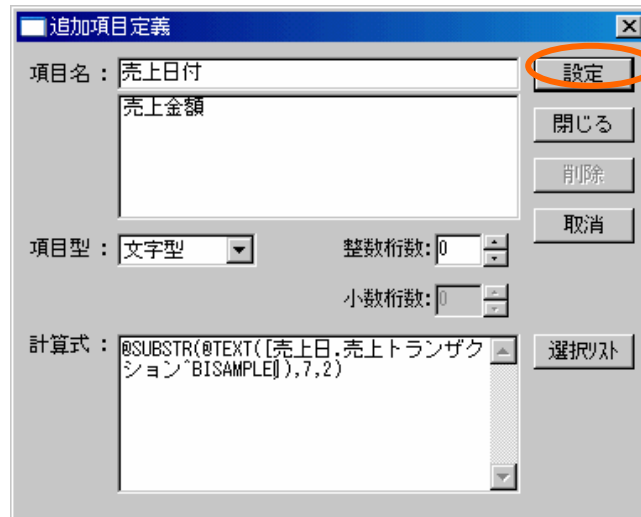 追加項目定義
項目名：売上日付
設定
売上金額
閉じる
削除
取消
項目型：文字型
整数桁数:0
小数桁数:0
計算式：@SUBSTR(@TEXT([売上日.売上トランザク
ション^BISAMPLE]),7,2)
選択リスト